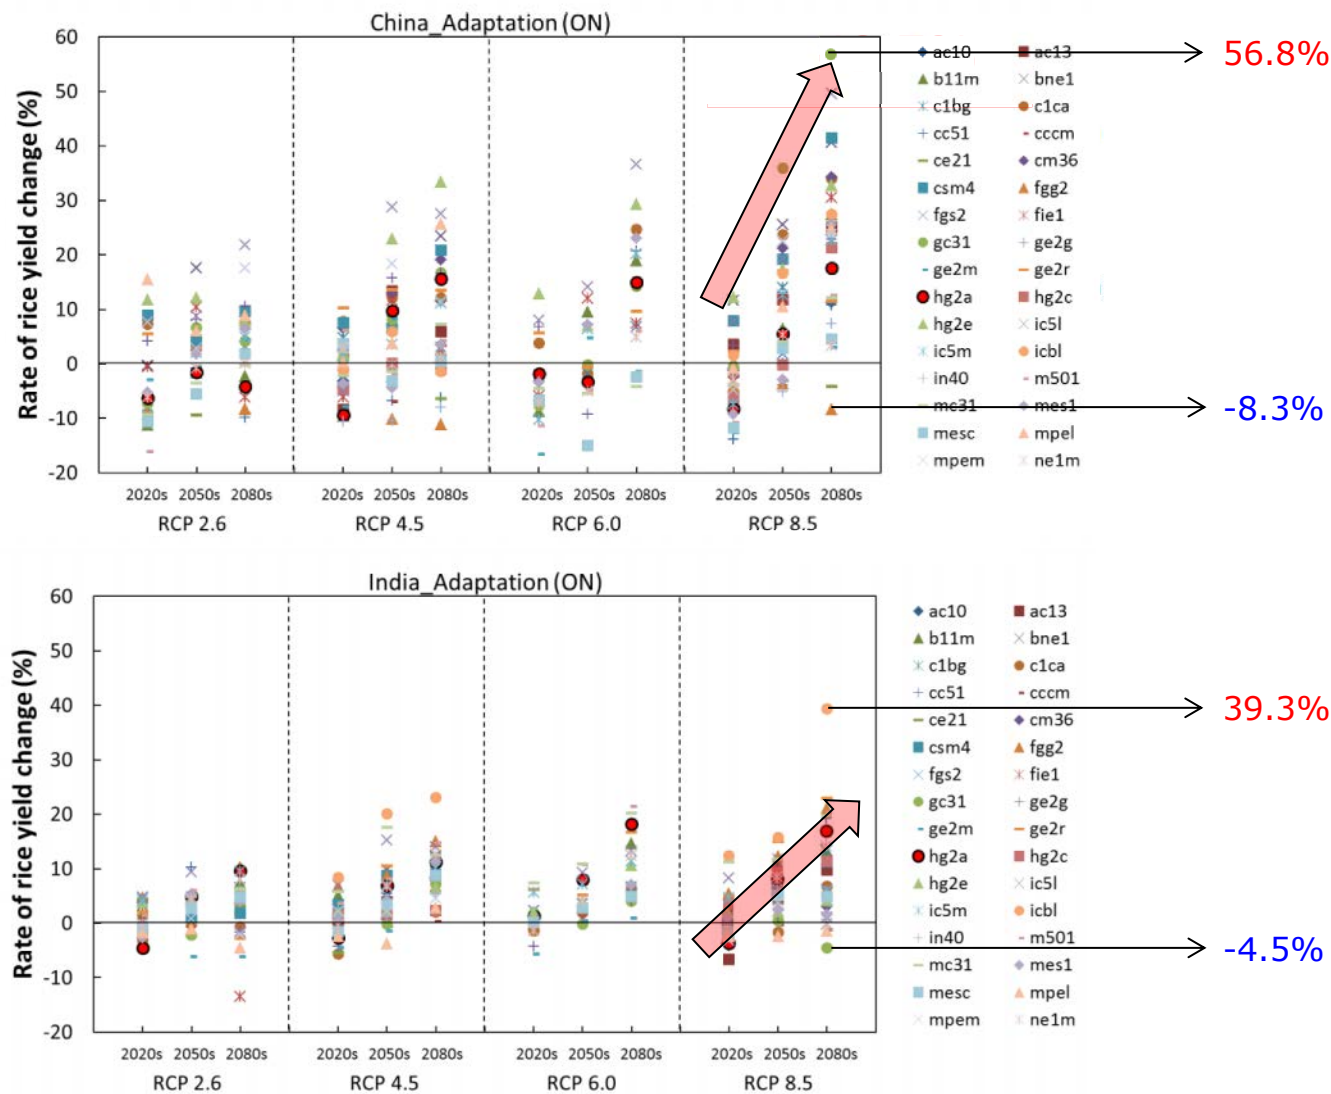 China_Adaptation (ON)
Rate of rice yield change (%)
60
50
40
30
20
10
0
-10
-20
2020s 2050s 2080s 2020s 2050s 2080s 2020s 2050s 2080s 2020s 2050s 2080s
RCP 2.6 RCP 4.5 RCP 6.0 RCP 8.5
ac10 ac13
b11m bne1
c1bg c1ca
cc51 cccm
ce21 cm36
csm4 fgg2
fgs2 fie1
gc31 ge2g
ge2m ge2r
hg2a hg2c
hg2e ic5l
ic5m icbl
in40 m501
mc31 mes1
mesc mpel
mpem ne1m
56.8%
-8.3%
India_Adaptation (ON)
Rate of rice yield change (%)
60
50
40
30
20
10
0
-10
-20
2020s 2050s 2080s 2020s 2050s 2080s 2020s 2050s 2080s 2020s 2050s 2080s
RCP 2.6 RCP 4.5 RCP 6.0 RCP 8.5
ac10 ac13
b11m bne1
c1bg c1ca
cc51 cccm
ce21 cm36
csm4 fgg2
fgs2 fie1
gc31 ge2g
ge2m ge2r
hg2a hg2c
hg2e ic5l
ic5m icbl
in40 m501
mc31 mes1
mesc mpel
mpem ne1m
39.3%
-4.5%